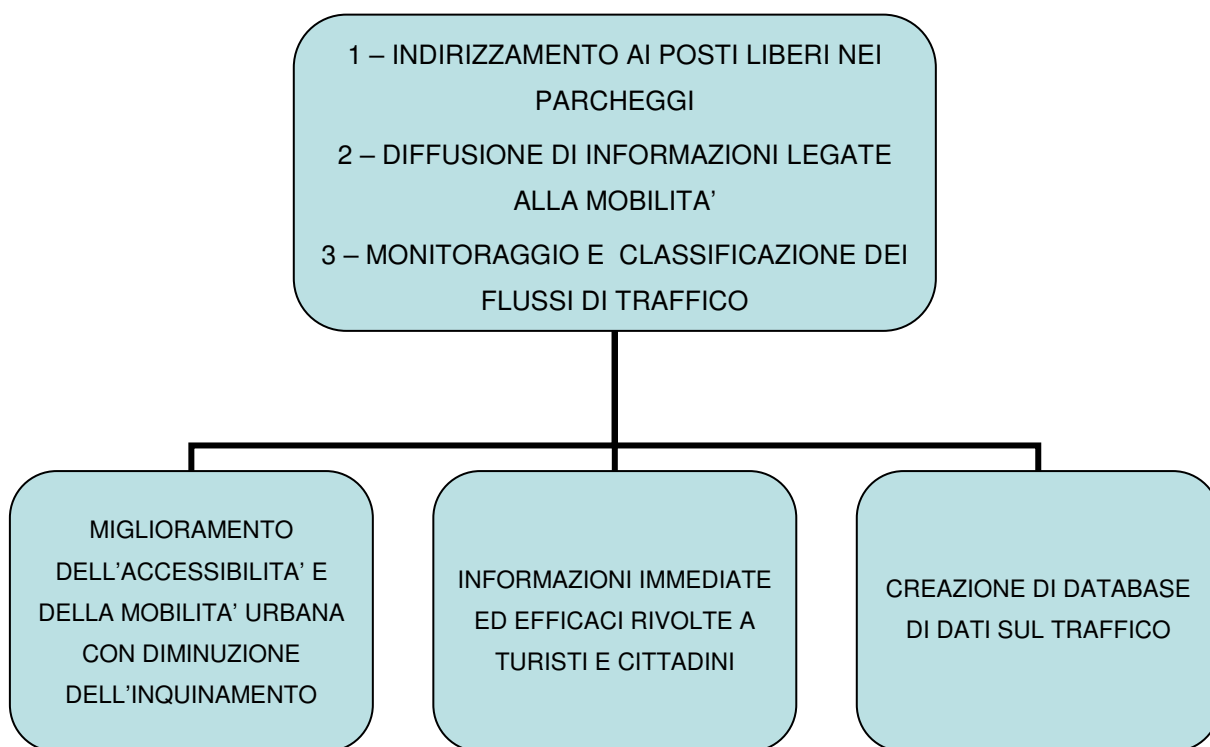 1 – INDIRIZZAMENTO AI POSTI LIBERI NEI
PARCHEGGI
2 – DIFFUSIONE DI INFORMAZIONI LEGATE
ALLA MOBILITA’
3 – MONITORAGGIO E  CLASSIFICAZIONE DEI
FLUSSI DI TRAFFICO
MIGLIORAMENTO
DELL’ACCESSIBILITA’ E
DELLA MOBILITA’ URBANA
CON DIMINUZIONE
DELL’INQUINAMENTO
INFORMAZIONI IMMEDIATE
ED EFFICACI RIVOLTE A
TURISTI E CITTADINI
CREAZIONE DI DATABASE
DI DATI SUL TRAFFICO